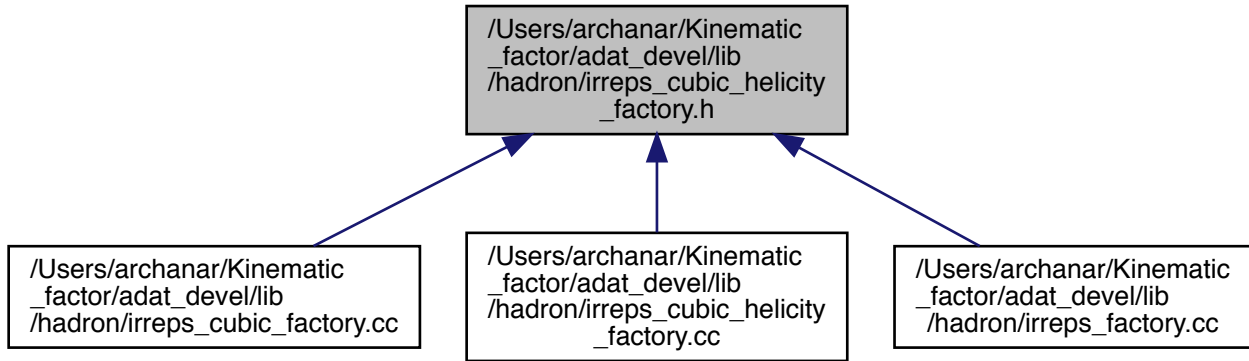 /Users/archanar/Kinematic
_factor/adat_devel/lib
/hadron/irreps_cubic_helicity
_factory.h
/Users/archanar/Kinematic
_factor/adat_devel/lib
/hadron/irreps_cubic_factory.cc
/Users/archanar/Kinematic
_factor/adat_devel/lib
/hadron/irreps_cubic_helicity
_factory.cc
/Users/archanar/Kinematic
_factor/adat_devel/lib
/hadron/irreps_factory.cc